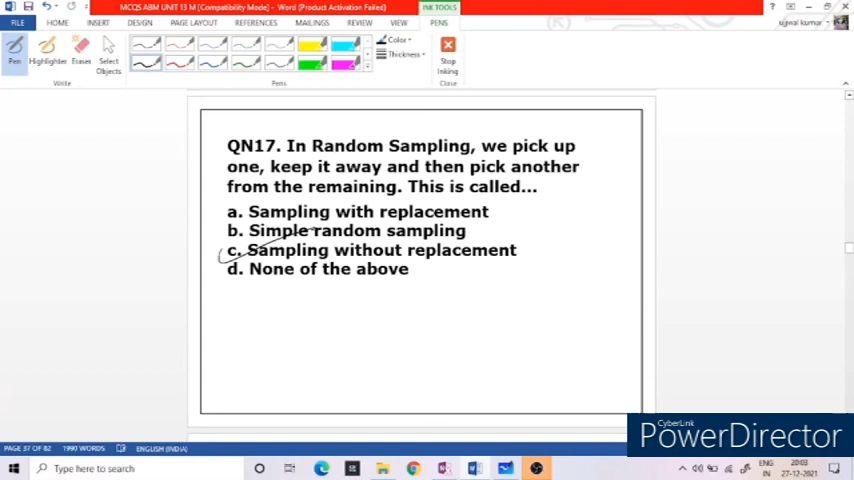 MCQS ABM UNIT 13 M [Compatibility Mode] - Word (Product Activation Failed)
INK TOOLS
FILE HOME INSERT DESIGN PAGE LAYOUT REFERENCES MAILINGS REVIEW VIEW PENS
ujjwal kumar
Pen
Highlighter
Eraser
Select
Objects
Color
Thickness
Stop
Inking
Write
Pens
Close
QN17. In Random Sampling, we pick up
one, keep it away and then pick another
from the remaining. This is called...
a. Sampling with replacement
b. Simple random sampling
c. Sampling without replacement
d. None of the above
CyberLink
PowerDirector
PAGE 37 OF 82 1990 WORDS ENGLISH (INDIA)
Type here to search
ENG
IN
20:03
27-12-2021